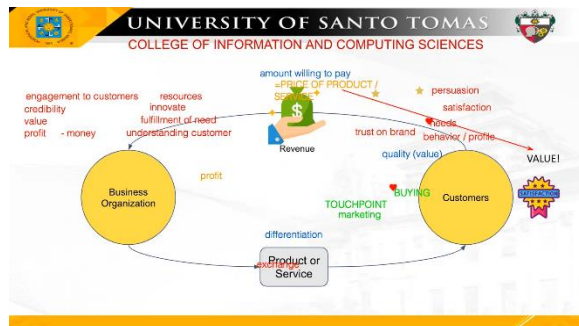 UNIVERSITY OF SANTO TOMAS
COLLEGE OF INFORMATION AND COMPUTING SCIENCES
amount willing to pay
=PRICE OF PRODUCT /
SERVICE
engagement to customers
credibility
value
profit - money
resources
innovate
fulfillment of need
understanding customer
$
Revenue
persuasion
satisfaction
needs
trust on brand
behavior / profile
quality (value)
VALUE!
SATISFACTION
Business
Organization
profit
BUYING
TOUCHPOINT
marketing
Customers
differentiation
Product or
Service
exchange